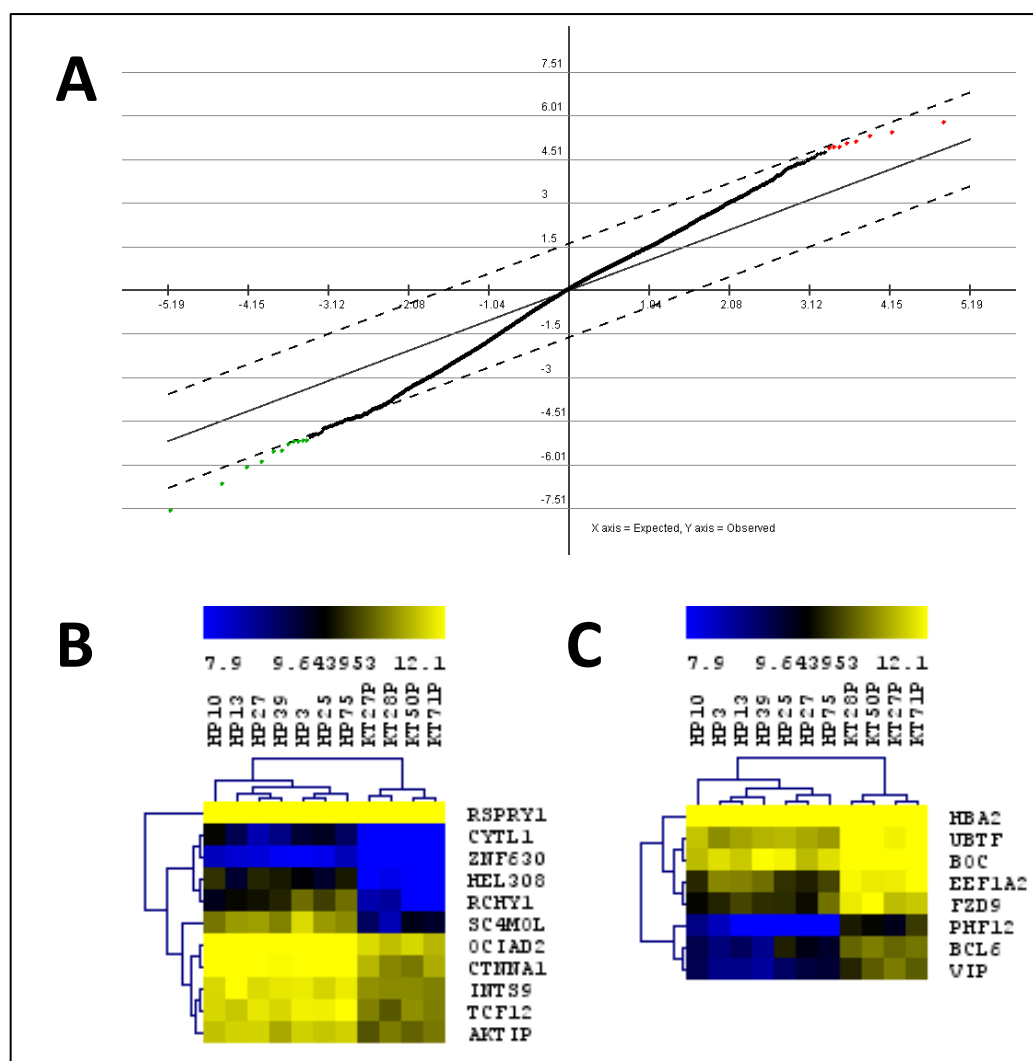 A
7.51
6.01
4.51
3
1.5
-5.19 -4.15 -3.12 -2.08 -1.04 1.04 2.08 3.12 4.15 5.19
-1.5
-3
-4.51
-6.01
-7.51
X axis = Expected, Y axis = Observed
B
7.9 9.643953 12.1
HP10 HP13 HP27 HP39 HP3 HP25 HP75 KT27P KT28P KT50P KT71P
RSPRY1
CYTL1
ZNF630
HEL308
RCHY1
SC4MOL
OCIAD2
CTNNA1
INTS9
TCF12
AKTIP
C
7.9 9.643953 12.1
HP10 HP3 HP13 HP39 HP25 HP27 HP75 KT28P KT50P KT27P KT71P
HBA2
UBTF
BOC
EEF1A2
FZD9
PHF12
BCL6
VIP